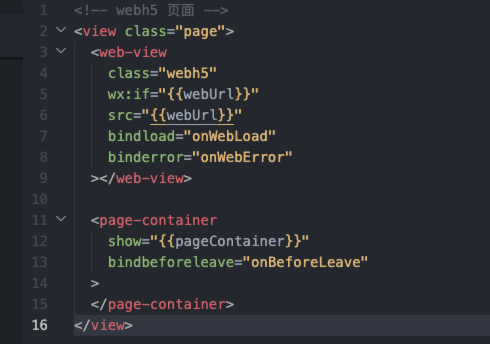 1 <!-- webh5 页面 -->
2 <view class="page">
3 <web-view
4 class="webh5"
5 wx:if="{{webUrl}}"
6 src="{{webUrl}}"
7 bindload="onWebLoad"
8 binderror="onWebError"
9 ></web-view>
10
11 <page-container
12 show="{{pageContainer}}"
13 bindbeforeleave="onBeforeLeave"
14 >
15 </page-container>
16 </view>